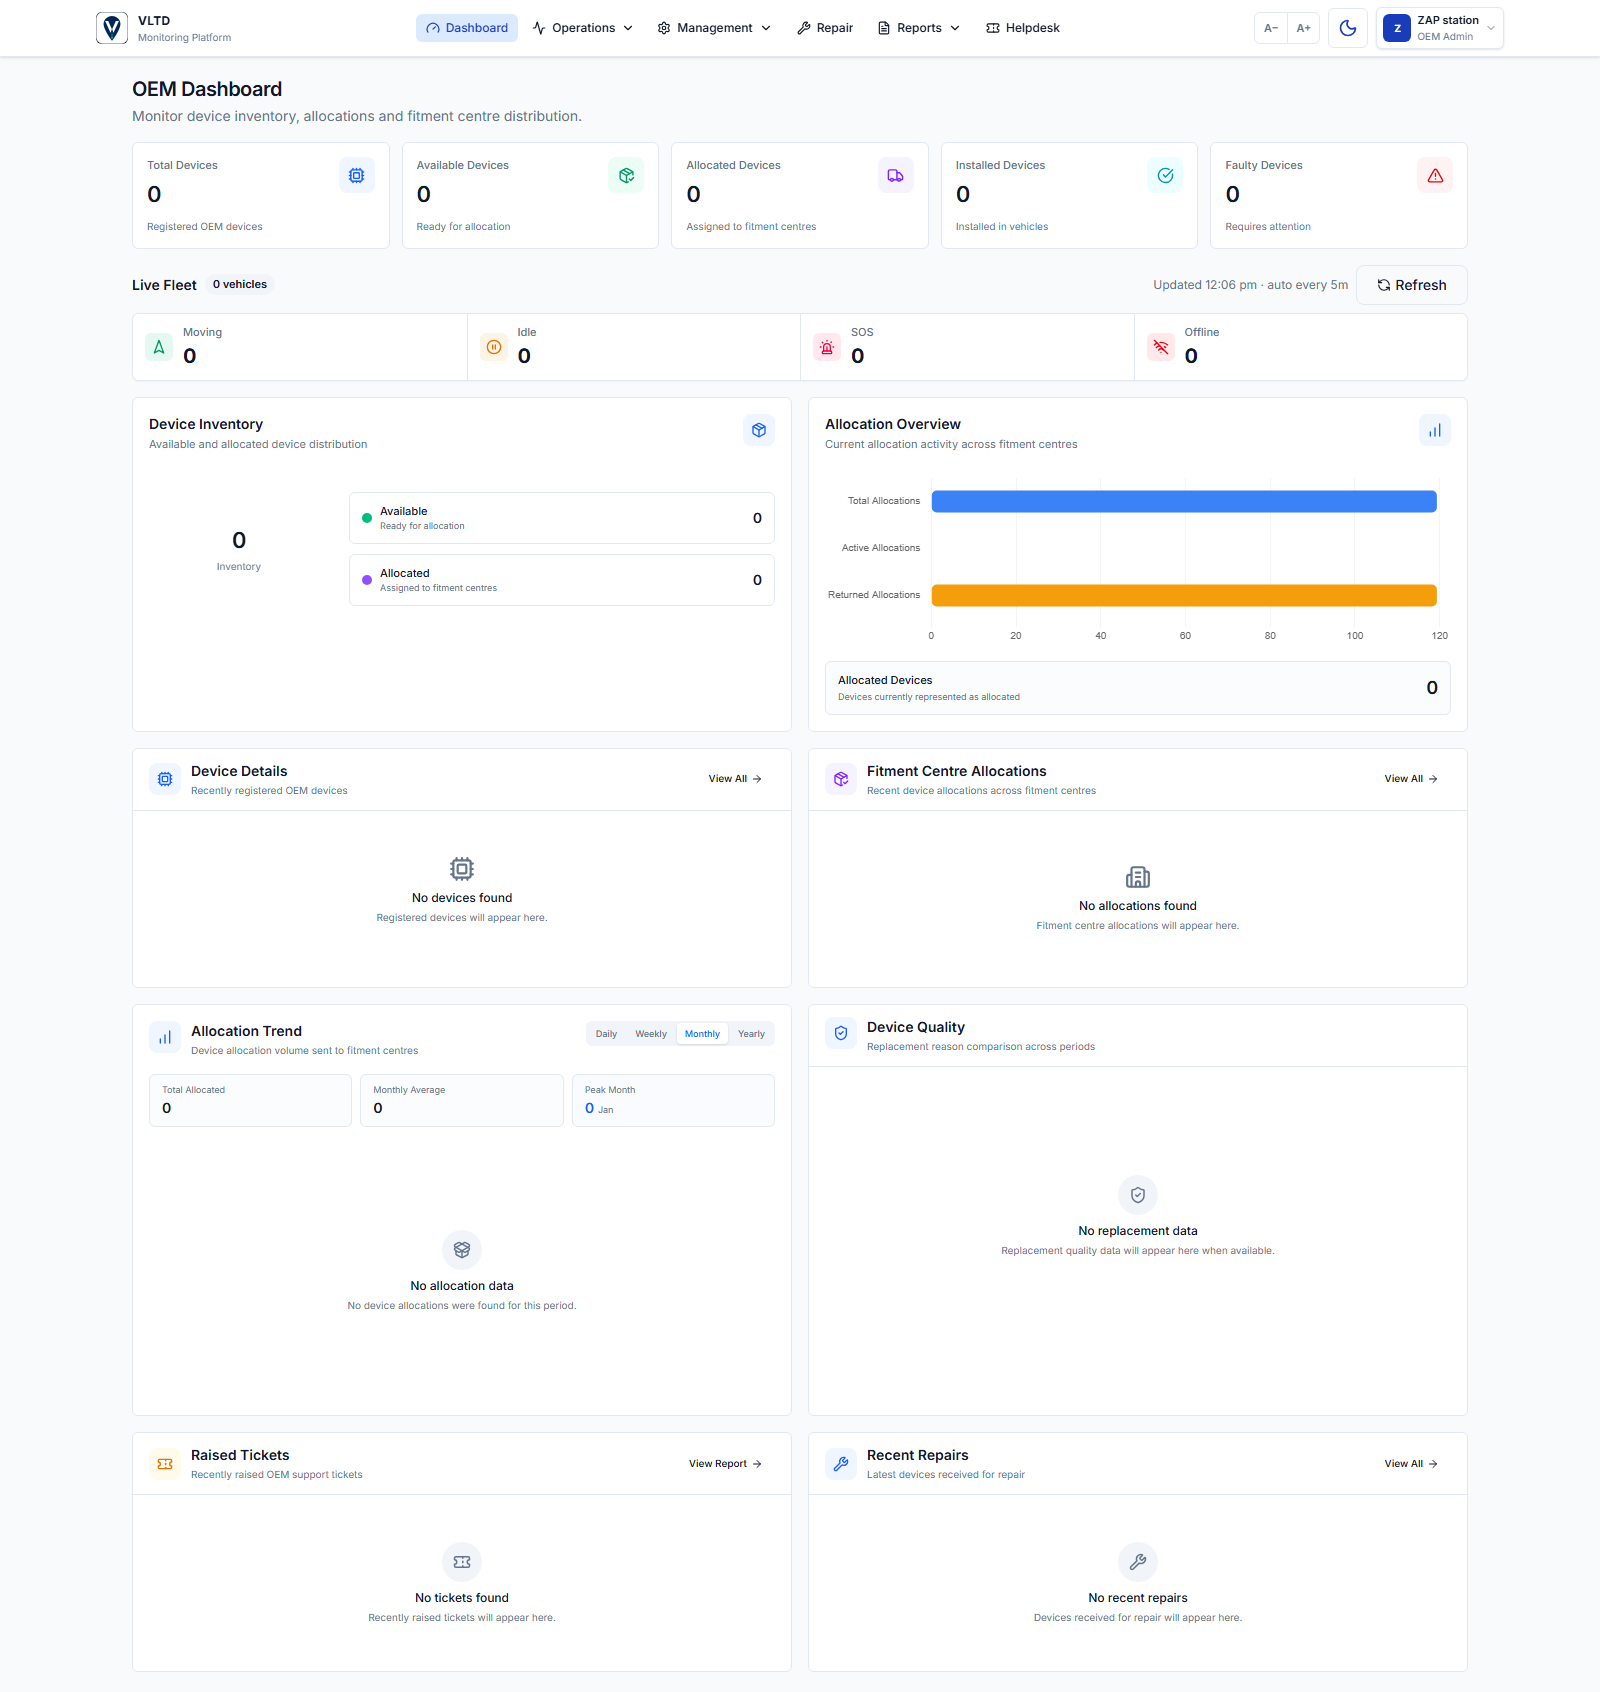 VLTD
Monitoring Platform
Dashboard
Operations
Management
Repair
Reports
Helpdesk
A−
A+
Z
ZAP station
OEM Admin
OEM Dashboard
Monitor device inventory, allocations and fitment centre distribution.
Total Devices
0
Registered OEM devices
Available Devices
0
Ready for allocation
Allocated Devices
0
Assigned to fitment centres
Installed Devices
0
Installed in vehicles
Faulty Devices
0
Requires attention
Live Fleet
0 vehicles
Updated 12:06 pm · auto every 5m
Refresh
Moving
0
Idle
0
SOS
0
Offline
0
Device Inventory
Available and allocated device distribution
0
Inventory
Available
Ready for allocation
0
Allocated
Assigned to fitment centres
0
Allocation Overview
Current allocation activity across fitment centres
Total Allocations
Active Allocations
Returned Allocations
0 20 40 60 80 100 120
Allocated Devices
Devices currently represented as allocated
0
Device Details
Recently registered OEM devices
View All
No devices found
Registered devices will appear here.
Fitment Centre Allocations
Recent device allocations across fitment centres
View All
No allocations found
Fitment centre allocations will appear here.
Allocation Trend
Device allocation volume sent to fitment centres
Daily
Weekly
Monthly
Yearly
Total Allocated
0
Monthly Average
0
Peak Month
0 Jan
No allocation data
No device allocations were found for this period.
Device Quality
Replacement reason comparison across periods
No replacement data
Replacement quality data will appear here when available.
Raised Tickets
Recently raised OEM support tickets
View Report
No tickets found
Recently raised tickets will appear here.
Recent Repairs
Latest devices received for repair
View All
No recent repairs
Devices received for repair will appear here.